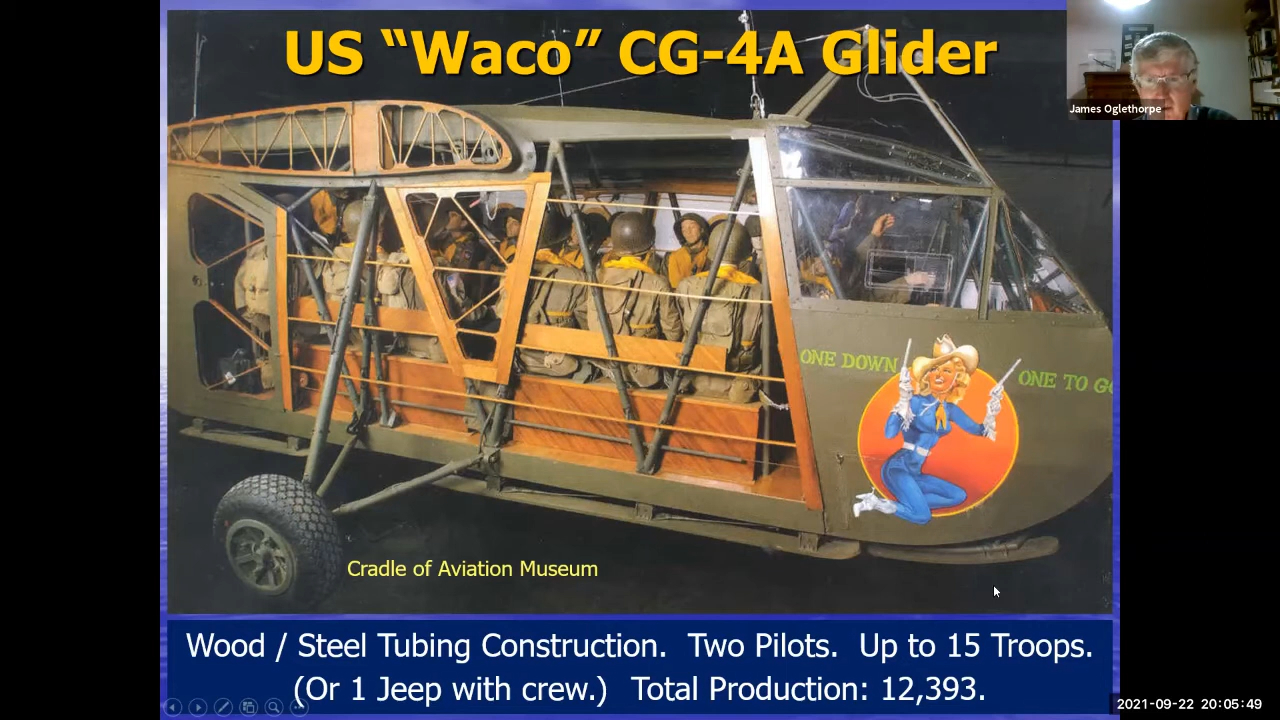 US “Waco” CG-4A Glider
James Oglethorpe
ONE DOWN
ONE TO GO
Cradle of Aviation Museum
Wood / Steel Tubing Construction.  Two Pilots.  Up to 15 Troops.
(Or 1 Jeep with crew.)  Total Production: 12,393.
2021-09-22 20:05:49